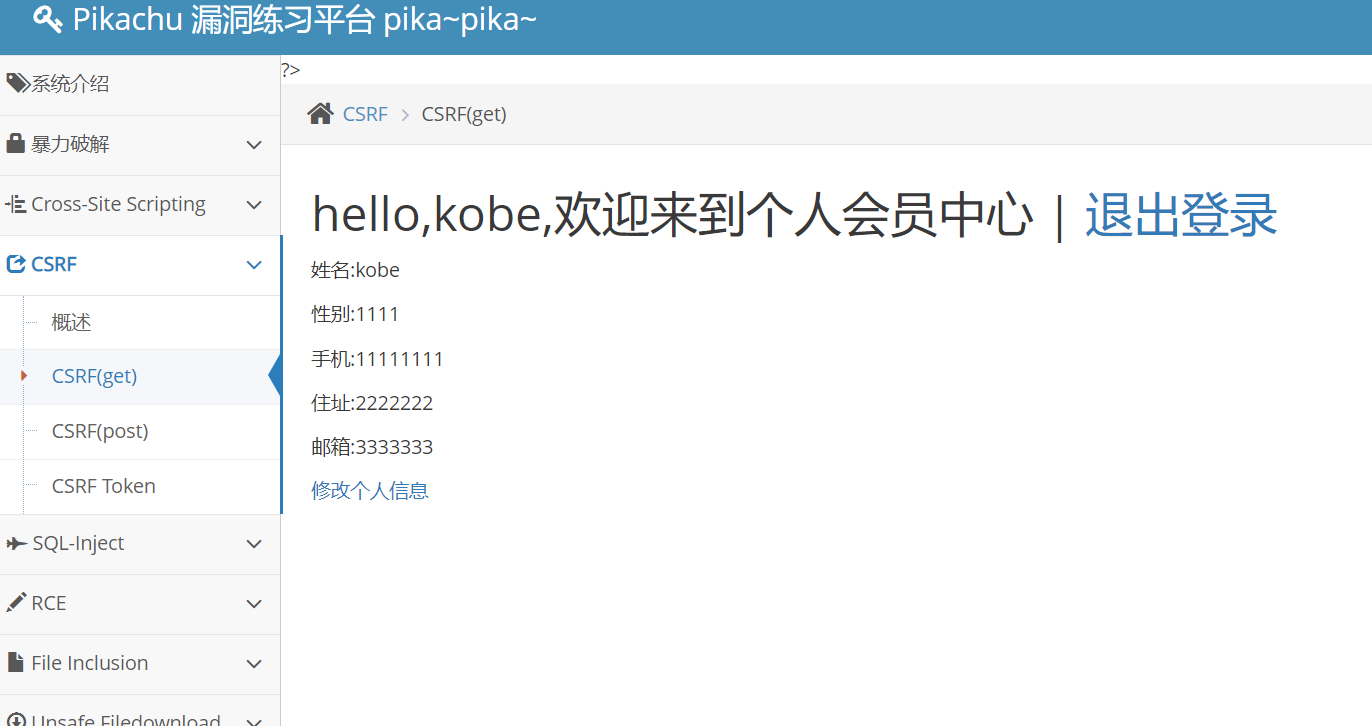 Pikachu 漏洞练习平台 pika~pika~
系统介绍
暴力破解
Cross-Site Scripting
CSRF
概述
CSRF(get)
CSRF(post)
CSRF Token
SQL-Inject
RCE
File Inclusion
Unsafe Filedownload
?>
CSRF > CSRF(get)
hello,kobe,欢迎来到个人会员中心 | 退出登录
姓名:kobe
性别:1111
手机:11111111
住址:2222222
邮箱:3333333
修改个人信息